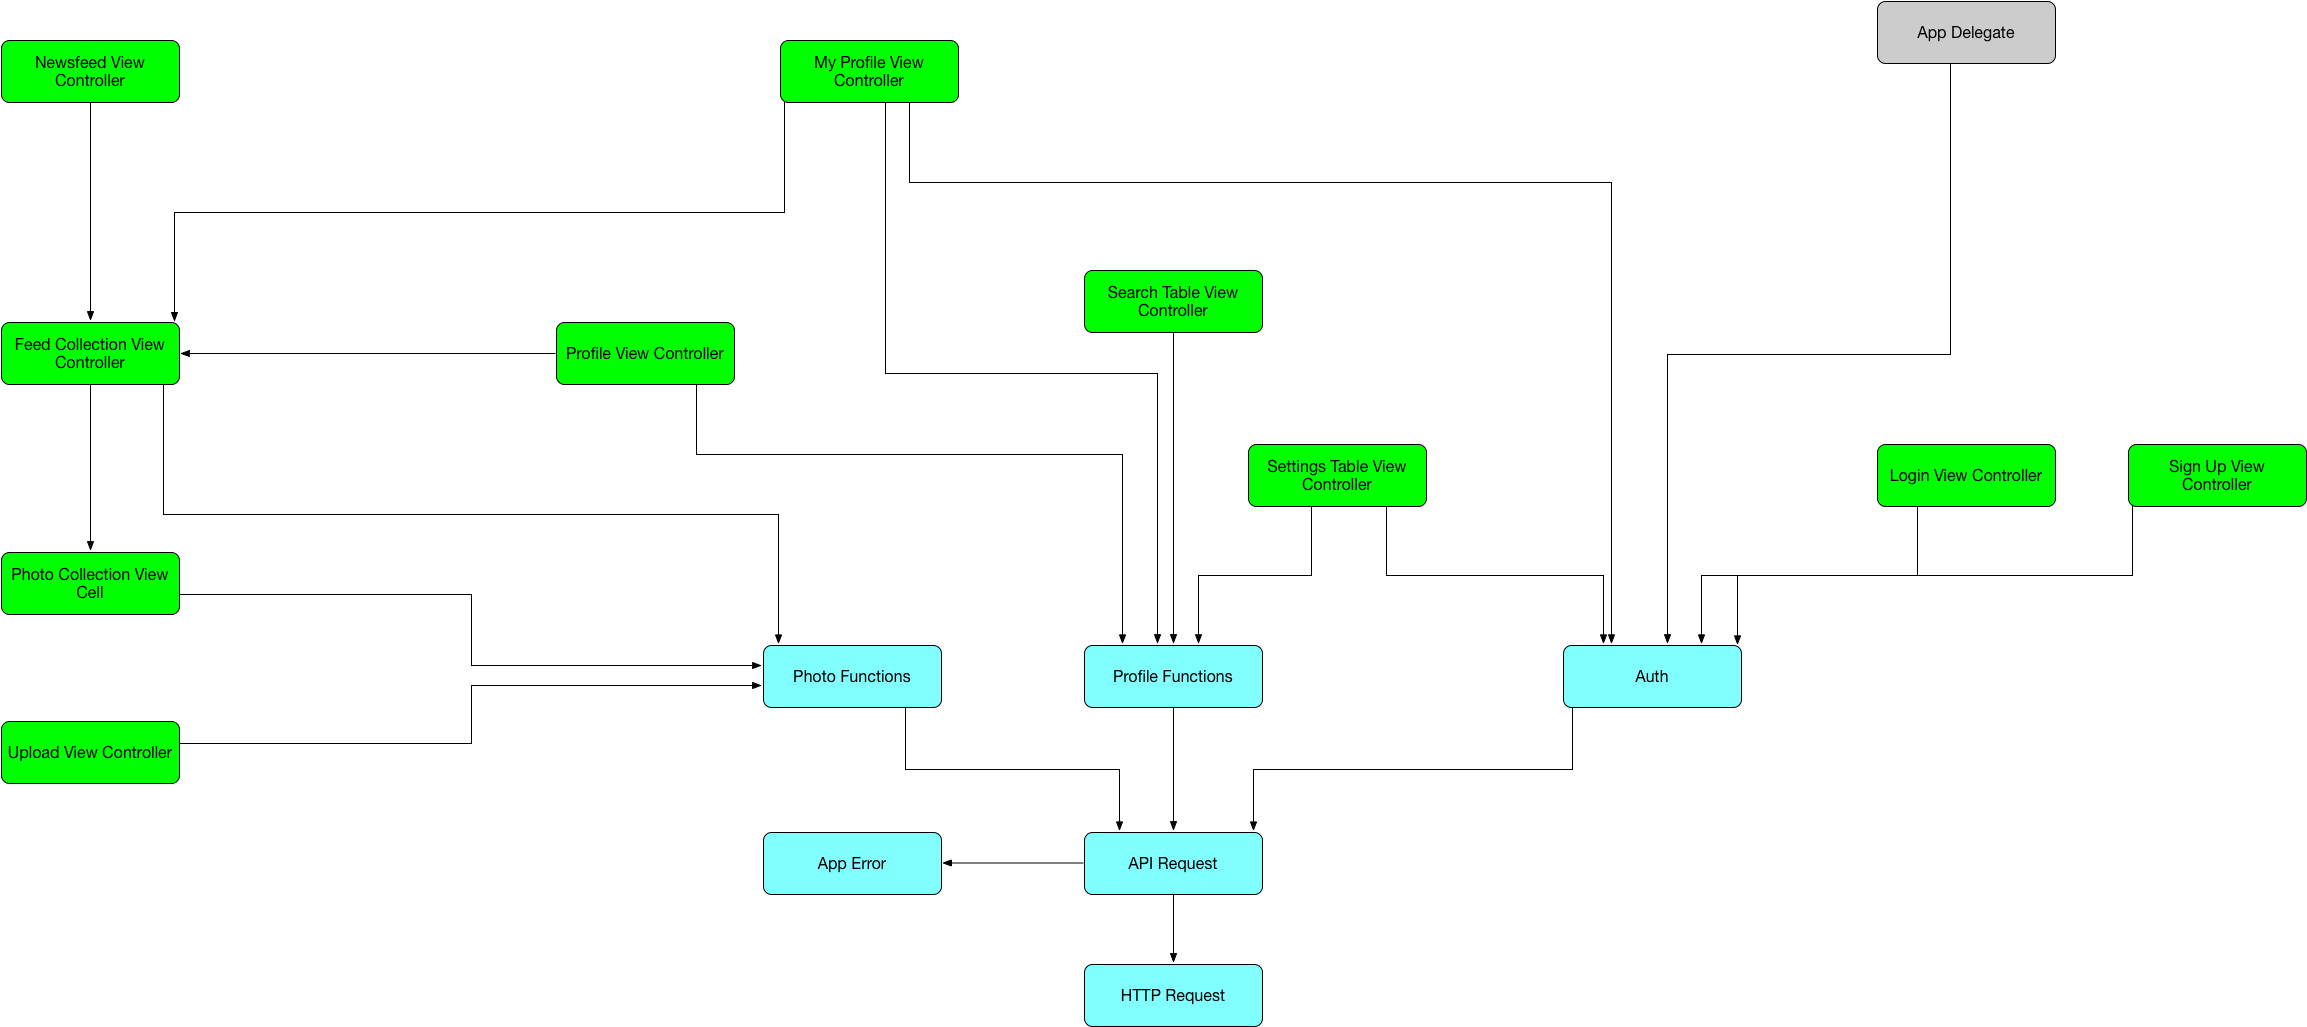 App Delegate
Newsfeed View
Controller
My Profile View
Controller
Search Table View
Controller
Feed Collection View
Controller
Profile View Controller
Settings Table View
Controller
Login View Controller
Sign Up View
Controller
Photo Collection View
Cell
Photo Functions
Profile Functions
Auth
Upload View Controller
App Error
API Request
HTTP Request